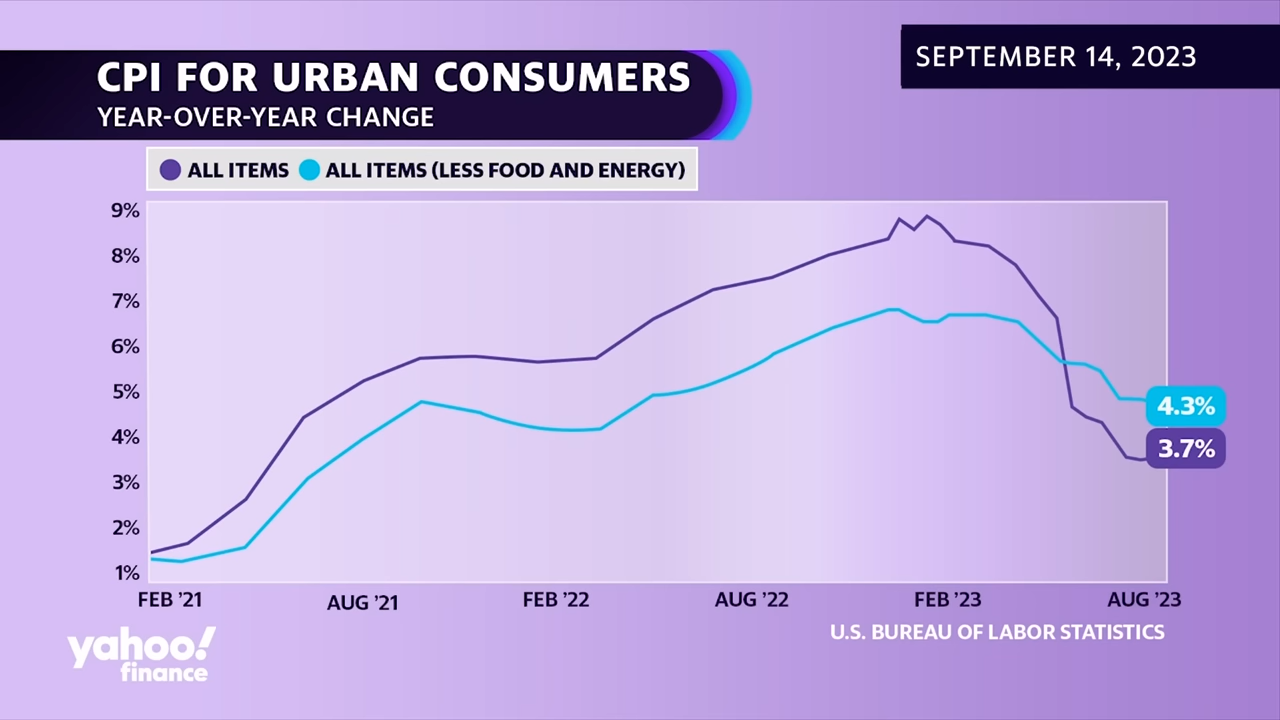 SEPTEMBER 14, 2023
CPI FOR URBAN CONSUMERS
YEAR-OVER-YEAR CHANGE
ALL ITEMS ALL ITEMS (LESS FOOD AND ENERGY)
9%
8%
7%
6%
5%
4%
3%
2%
1%
4.3%
3.7%
FEB ’21 AUG ’21 FEB ’22 AUG ’22 FEB ’23 AUG ’23
U.S. BUREAU OF LABOR STATISTICS
yahoo!
finance